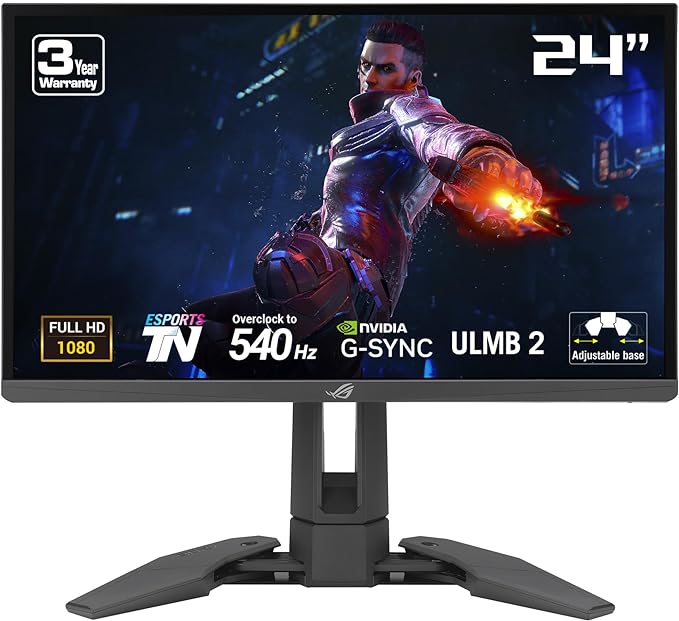 3 Year
Warranty
24”
FULL HD
1080
ESPORTS
TN
Overclock to
540Hz
NVIDIA
G-SYNC
ULMB 2
Adjustable base